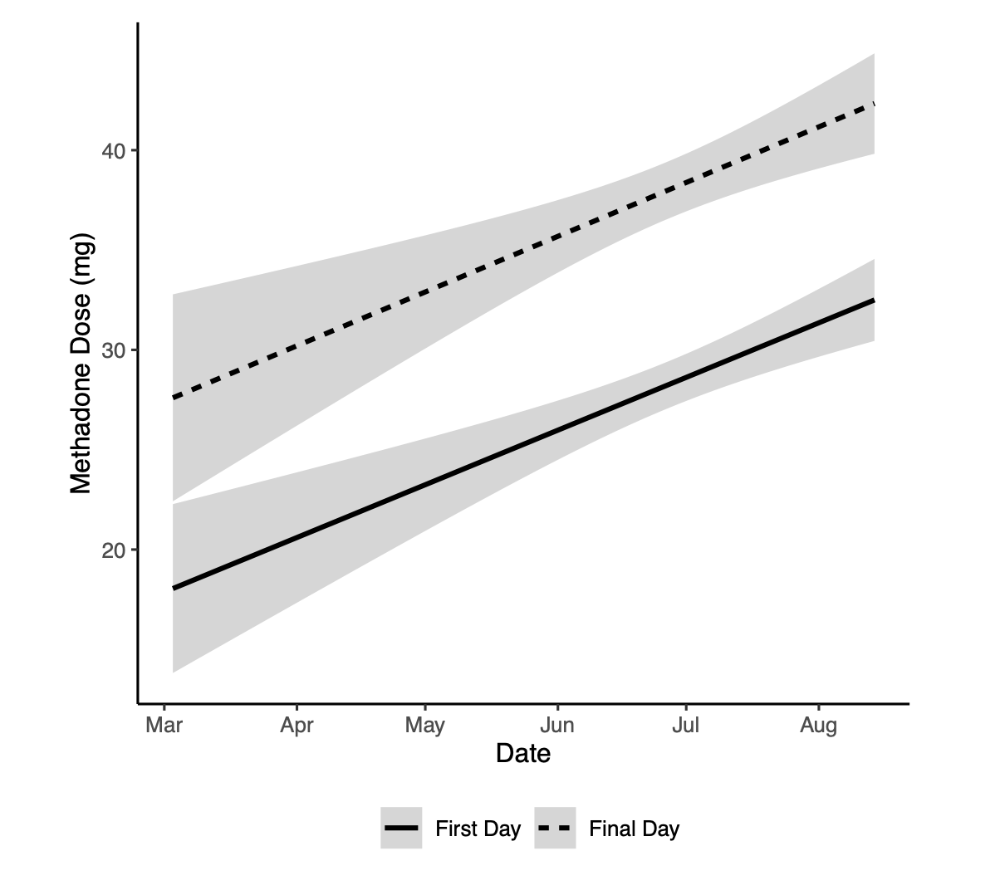 Methadone Dose (mg)
40
30
20
Mar Apr May Jun Jul Aug
Date
First Day Final Day